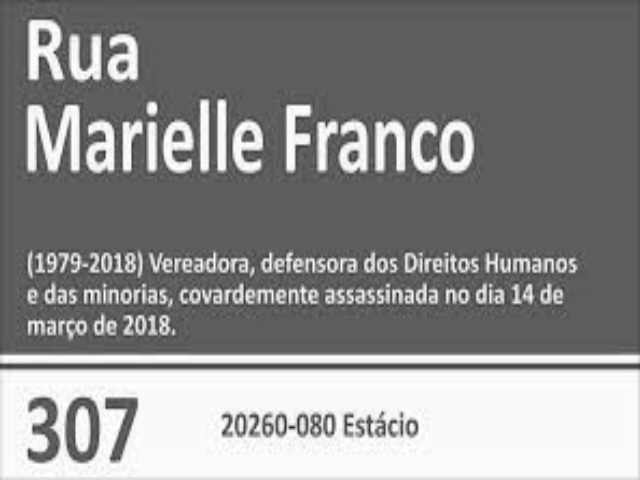 Rua
Marielle Franco
(1979-2018) Vereadora, defensora dos Direitos Humanos
e das minorias, covardemente assassinada no dia 14 de
março de 2018.
307
20260-080 Estácio